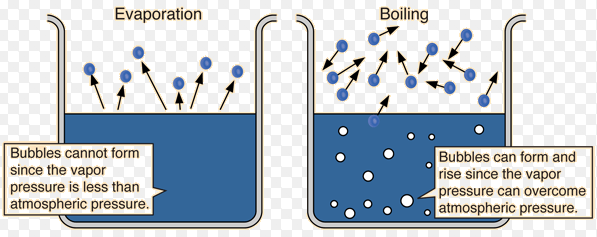 Evaporation
Boiling
Bubbles cannot form
since the vapor
pressure is less than
atmospheric pressure.
Bubbles can form and
rise since the vapor
pressure can overcome
atmospheric pressure.